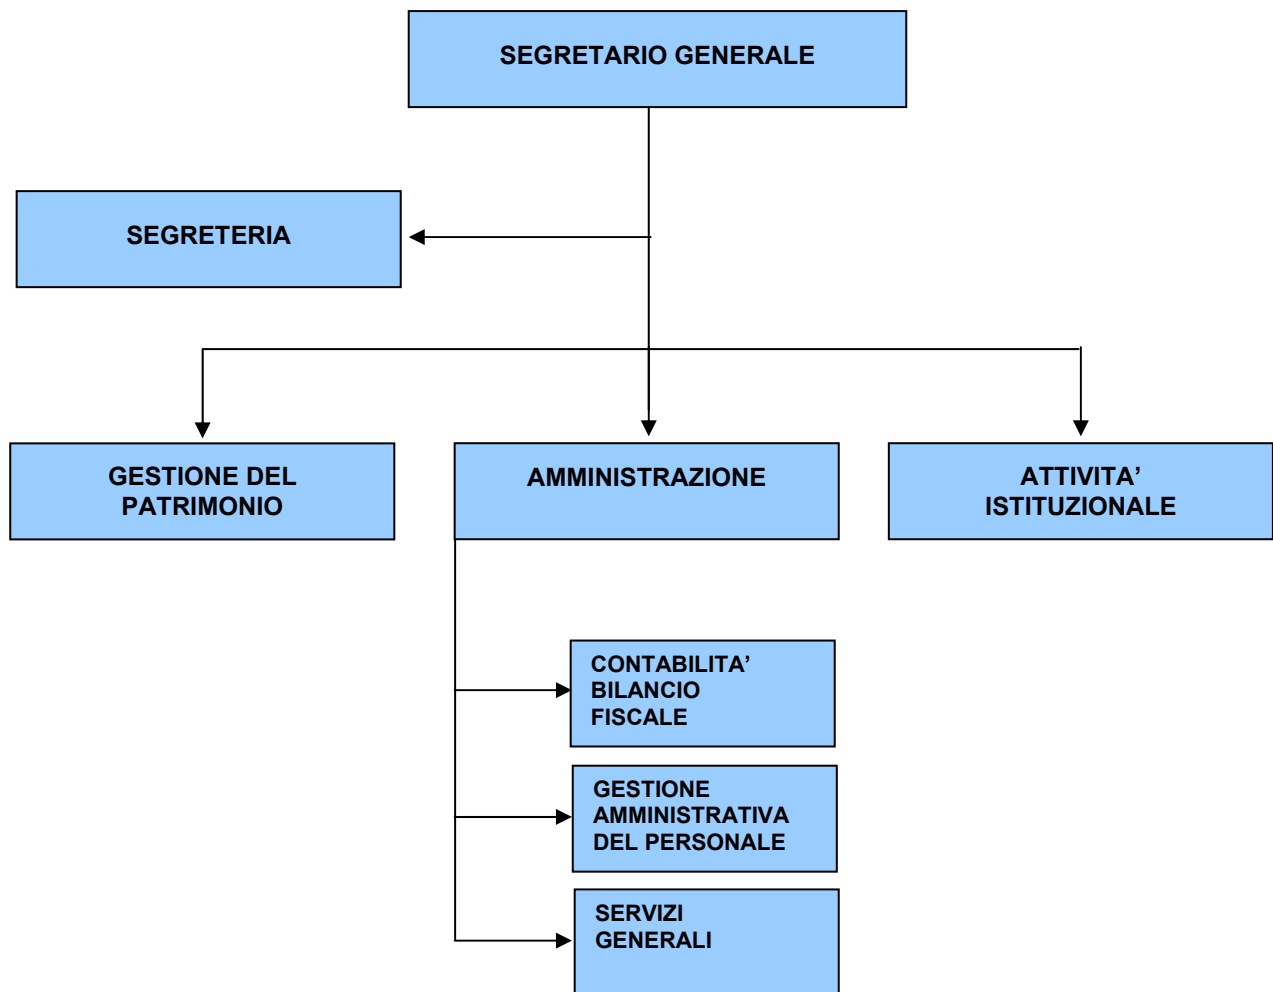 SEGRETARIO GENERALE
SEGRETERIA
GESTIONE DEL
PATRIMONIO
AMMINISTRAZIONE
ATTIVITA’
ISTITUZIONALE
CONTABILITA’
BILANCIO
FISCALE
GESTIONE
AMMINISTRATIVA
DEL PERSONALE
SERVIZI
GENERALI